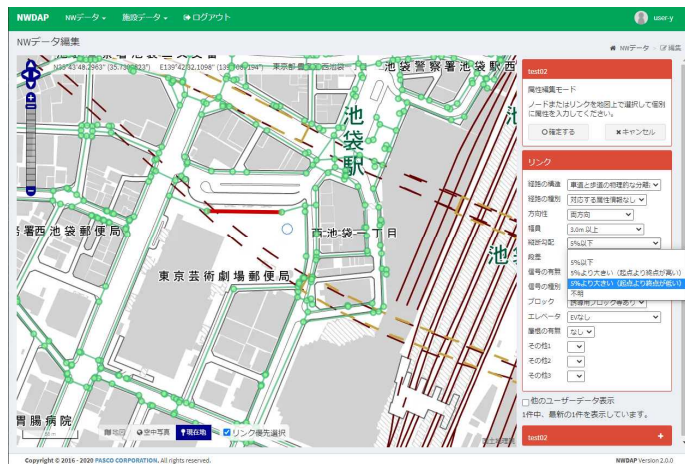 NWDAP NWデータ 施設データ ログアウト user-y
NWデータ編集
NWデータ 編集
池袋警察署池袋駅西
池袋駅
署西池袋郵便局
西池袋一丁目
東京芸術劇場郵便局
胃腸病院
地図 空中写真 現在地 リンク優先選択
test02
属性編集モード
ノードまたはリンクを地図上で選択して個別
に属性を入力してください。
確定する キャンセル
リンク
経路の構造 車道と歩道の物理的な分離
経路の種別 対応する属性情報なし
方向性 両方向
幅員 3.0m 以上
縦断勾配 5%以下
段差
5%以下
信号の有無 5%より大きい（起点より終点が高い）
信号の種別 5%より大きい（起点より終点が低い）
不明
ブロック 誘導用ブロック等あり
エレベータ EVなし
屋根の有無 なし
その他1
その他2
その他3
他のユーザーデータ表示
1件中、最新の1件を表示しています。
test02 +
Copyright © 2016 - 2020 PASCO CORPORATION. All rights reserved. NWDAP Version 2.0.0